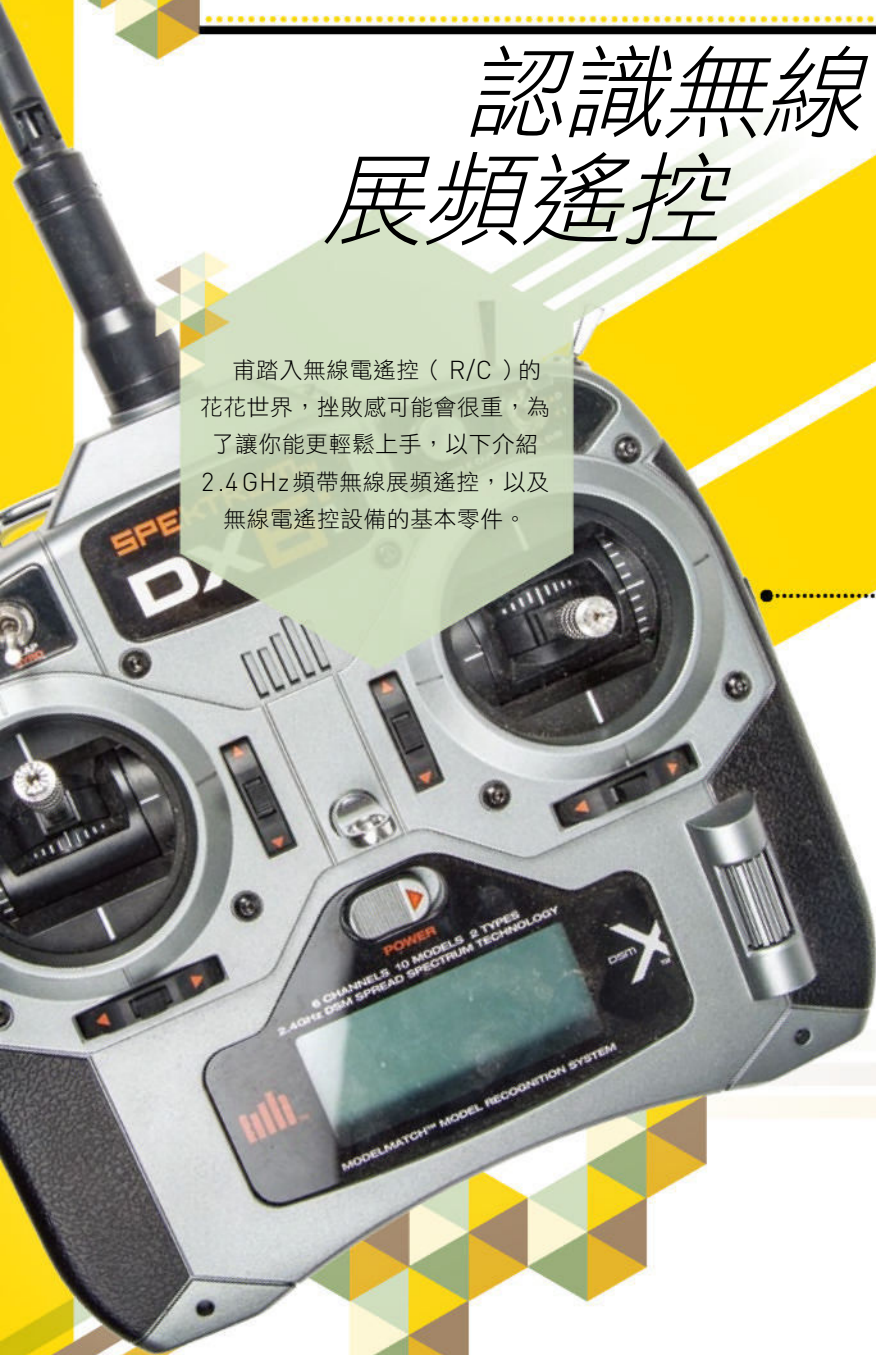 認識無線
展頻遙控
甫踏入無線電遙控（ R/C ）的
花花世界，挫敗感可能會很重，為
了讓你能更輕鬆上手，以下介紹
2.4GHz頻帶無線展頻遙控，以及
無線電遙控設備的基本零件。
DX
POWER
6 CHANNELS 10 MODELS 2 TYPES
2.4GHz DSM SPREAD SPECTRUM TECHNOLOGY
DSM X
MODELMATCH™ MODEL RECOGNITION SYSTEM